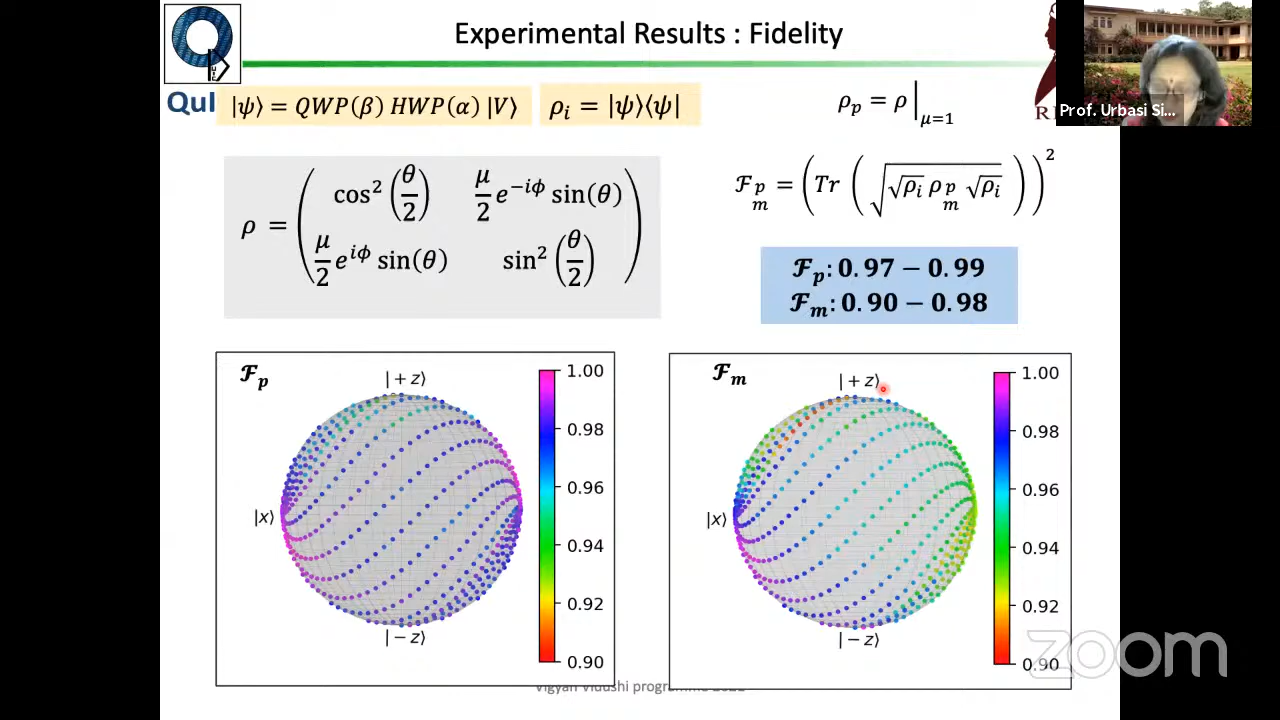 Experimental Results : Fidelity
QuI
|ψ⟩ = QWP(β) HWP(α) |V⟩
ρᵢ = |ψ⟩⟨ψ|
ρₚ = ρ|μ=1
R
Prof. Urbasi Si...
ρ = ( cos²(θ/2) μ/2 e^{-iϕ} sin(θ)
μ/2 e^{iϕ} sin(θ) sin²(θ/2) )
ℱ_{p m} = (Tr (√(√ρᵢ ρ_{p m} √ρᵢ)))²
ℱₚ: 0.97 − 0.99
ℱₘ: 0.90 − 0.98
ℱₚ
|+z⟩
|x⟩
|−z⟩
1.00
0.98
0.96
0.94
0.92
0.90
ℱₘ
|+z⟩
|x⟩
|−z⟩
1.00
0.98
0.96
0.94
0.92
0.90
zoom